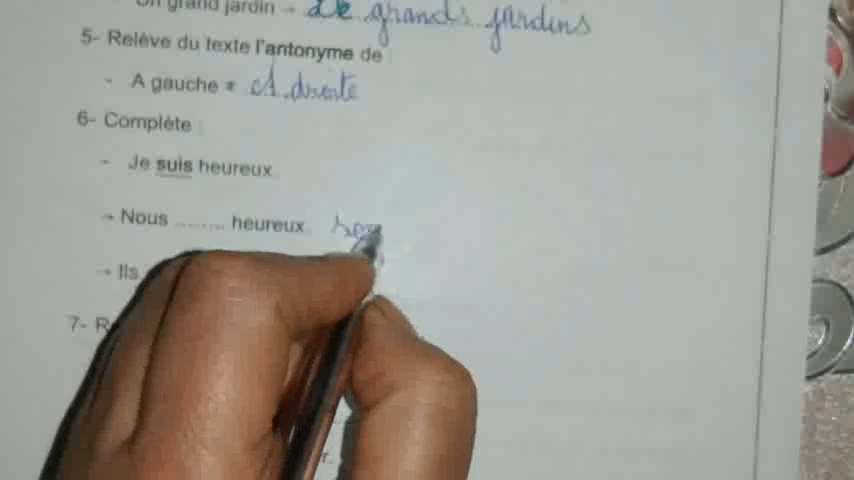 Un grand jardin → De grands jardins
5- Relève du texte l'antonyme de :
- A gauche ≠ A droite
6- Complète :
- Je suis heureux.
→ Nous ........ heureux.
→ Ils
7- R
r.